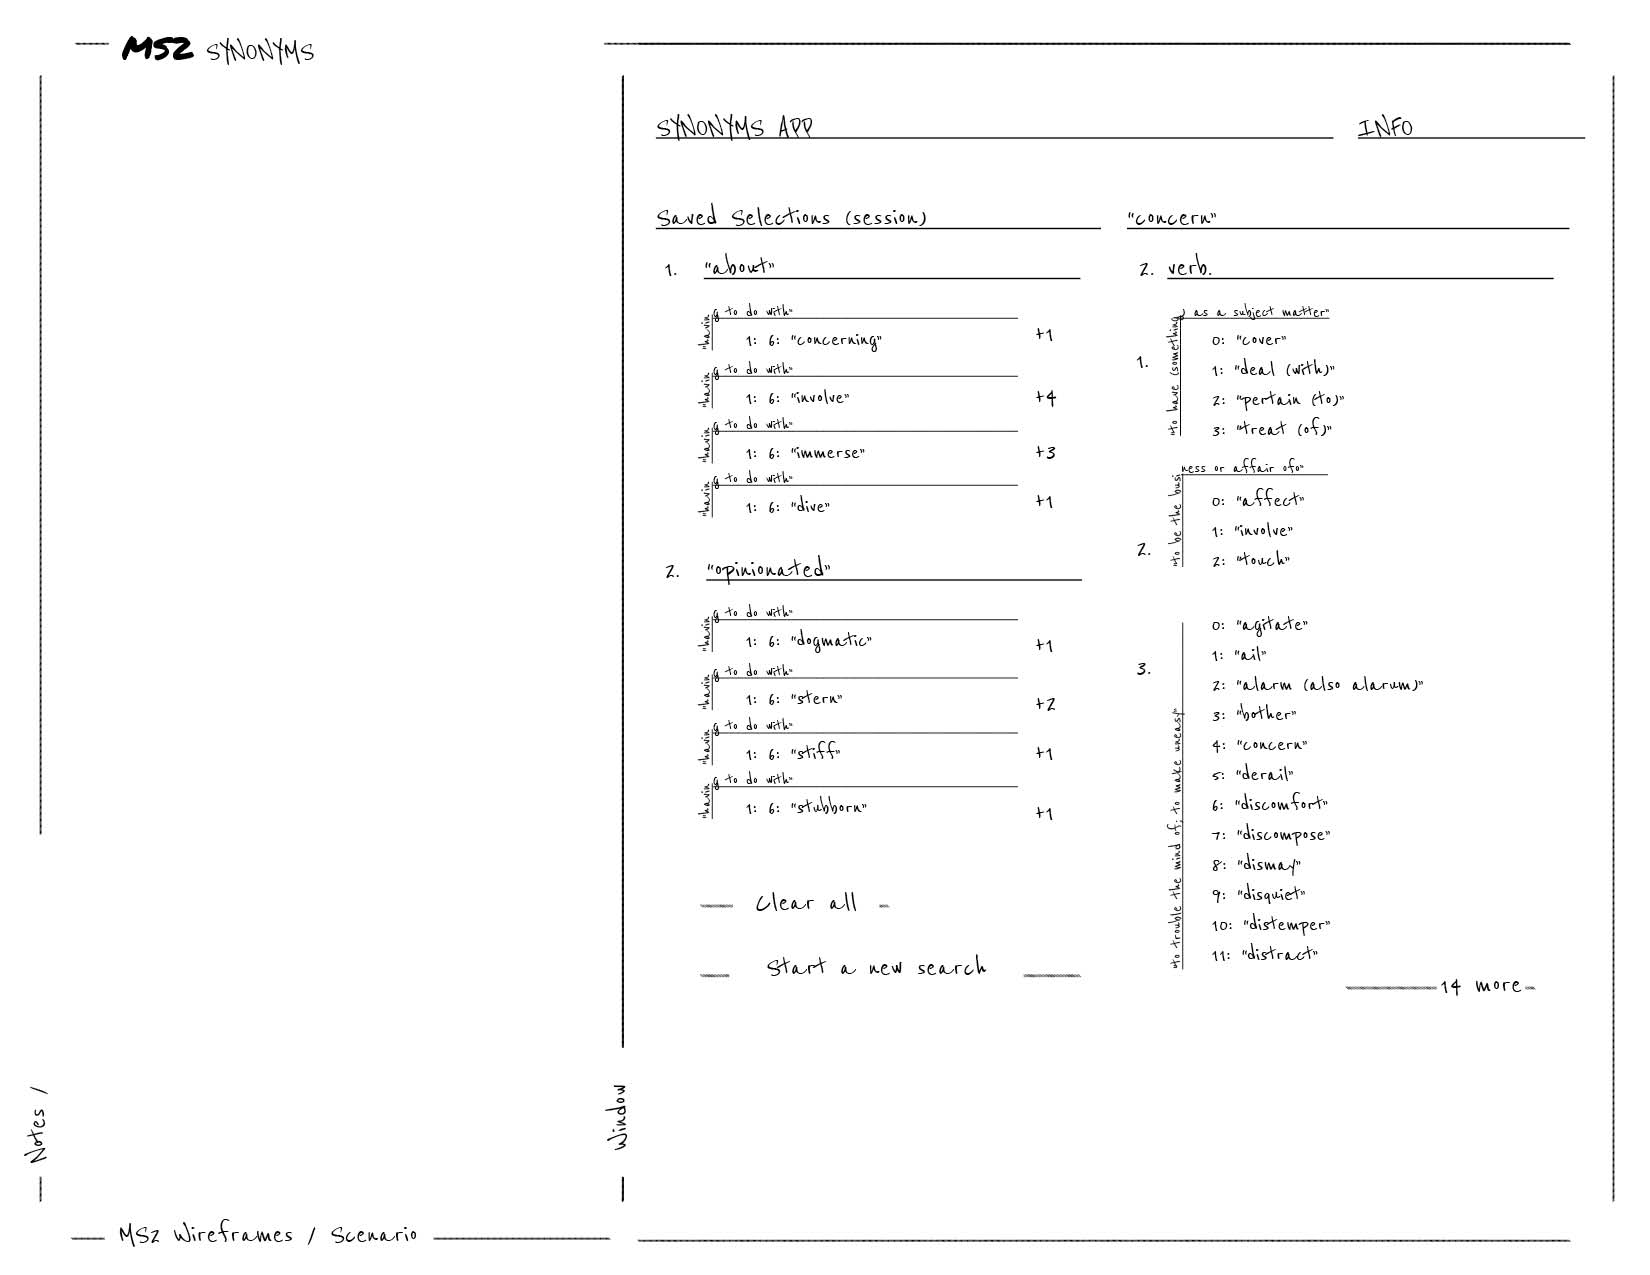 MS2 SYNONYMS
SYNONYMS APP
INFO
Saved Selections (session)
1. "about"
"having to do with"
1: 6: "concerning" +1
"having to do with"
1: 6: "involve" +4
"having to do with"
1: 6: "immerse" +3
"having to do with"
1: 6: "dive" +1
2. "opinionated"
"having to do with"
1: 6: "dogmatic" +1
"having to do with"
1: 6: "stern" +2
"having to do with"
1: 6: "stiff" +1
"having to do with"
1: 6: "stubborn" +1
Clear all
Start a new search
"concern"
2. verb.
1. "to have (something) as a subject matter"
0: "cover"
1: "deal (with)"
2: "pertain (to)"
3: "treat (of)"
2. "to be the business or affair ofo"
0: "affect"
1: "involve"
2: "touch"
3. "to trouble the mind of; to make uneasy"
0: "agitate"
1: "ail"
2: "alarm (also alarum)"
3: "bother"
4: "concern"
5: "derail"
6: "discomfort"
7: "discompose"
8: "dismay"
9: "disquiet"
10: "distemper"
11: "distract"
14 more
Notes /
Window
MS2 Wireframes / Scenario